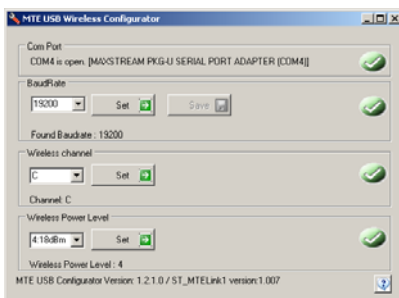 MTE USB Wireless Configurator
Com Port
COM4 is open. [MAXSTREAM PKG-U SERIAL PORT ADAPTER (COM4)]
BaudRate
19200 Set Save
Found Baudrate : 19200
Wireless channel
C Set
Channel: C
Wireless Power Level
4:18dBm Set
Wireless Power Level : 4
MTE USB Configurator Version: 1.2.1.0 / ST_MTELink1 version:1.007